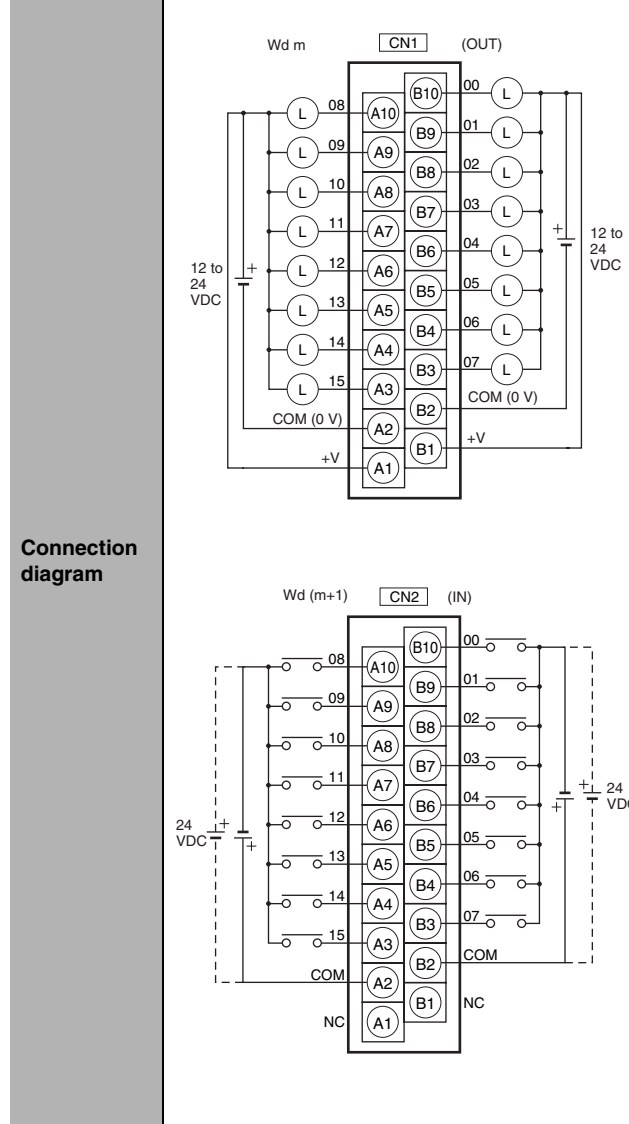 Connection
diagram
Wd m
CN1
(OUT)
08
09
10
11
12
13
14
15
COM (0 V)
+V
12 to
24
VDC
+
L
L
L
L
L
L
L
L
A10
A9
A8
A7
A6
A5
A4
A3
A2
A1
B10
B9
B8
B7
B6
B5
B4
B3
B2
B1
00
01
02
03
04
05
06
07
COM (0 V)
+V
L
L
L
L
L
L
L
L
+
12 to
24
VDC
Wd (m+1)
CN2
(IN)
24
VDC
+
+
08
09
10
11
12
13
14
15
COM
NC
A10
A9
A8
A7
A6
A5
A4
A3
A2
A1
B10
B9
B8
B7
B6
B5
B4
B3
B2
B1
00
01
02
03
04
05
06
07
COM
NC
+
+
24